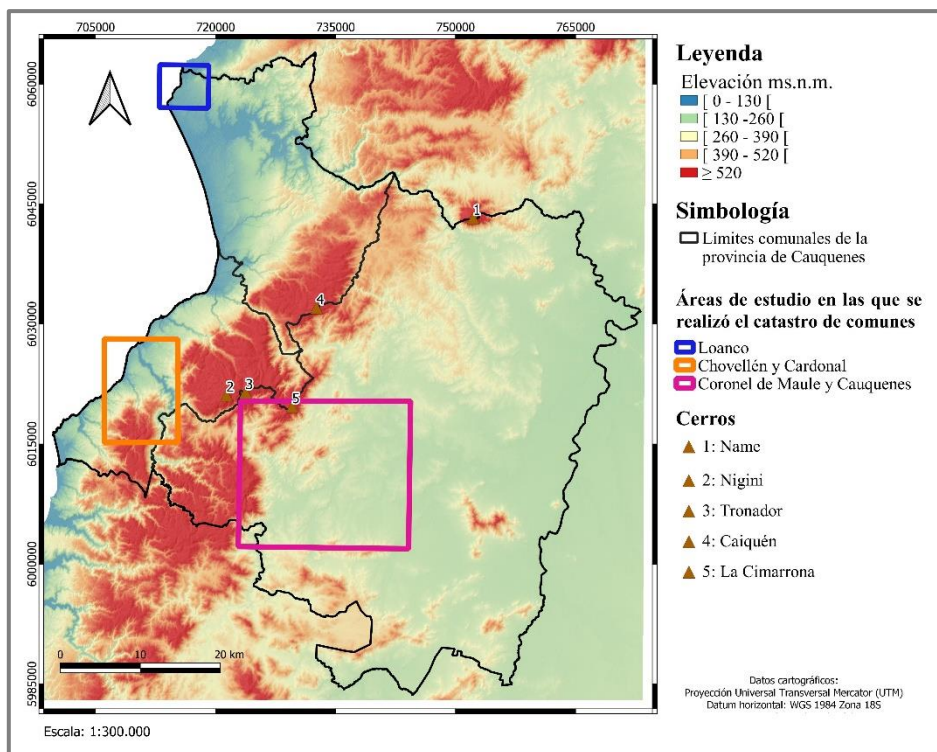 705000 720000 735000 750000 765000
6060000
6045000
6030000
6015000
6000000
5985000
1
4
2
3
5
0 10 20 km
Escala: 1:300.000
Leyenda
Elevación ms.n.m.
[ 0 - 130 [
[ 130 -260 [
[ 260 - 390 [
[ 390 - 520 [
≥ 520
Simbología
Límites comunales de la
provincia de Cauquenes
Áreas de estudio en las que se
realizó el catastro de comunes
Loanco
Chovellén y Cardonal
Coronel de Maule y Cauquenes
Cerros
1: Name
2: Nigini
3: Tronador
4: Caiquén
5: La Cimarrona
Datos cartográficos:
Proyección Universal Transversal Mercator (UTM)
Datum horizontal: WGS 1984 Zona 18S